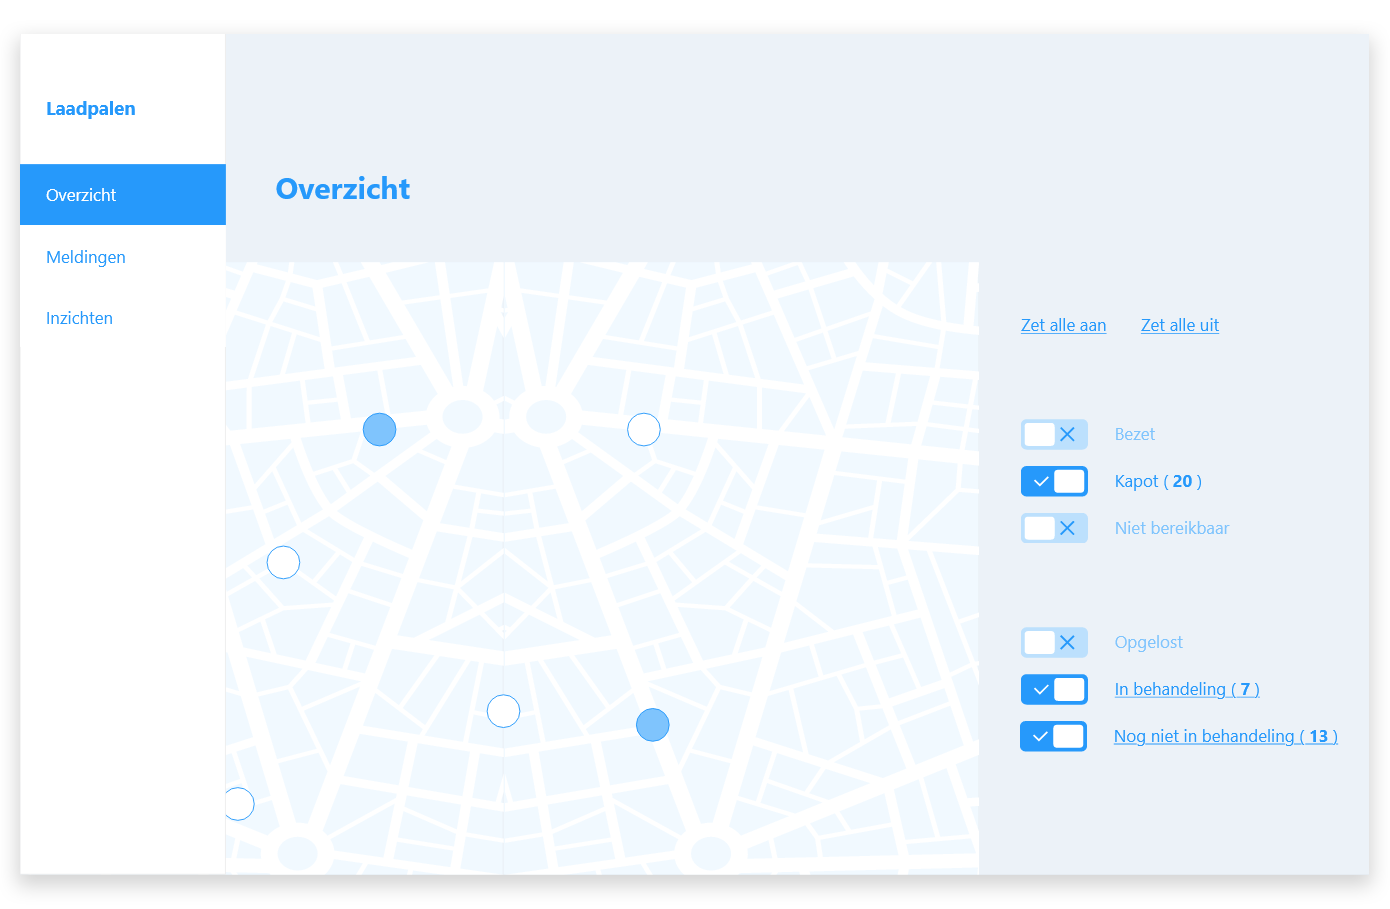 Laadpalen
Overzicht
Meldingen
Inzichten
Overzicht
Zet alle aan
Zet alle uit
Bezet
Kapot ( 20 )
Niet bereikbaar
Opgelost
In behandeling ( 7 )
Nog niet in behandeling ( 13 )